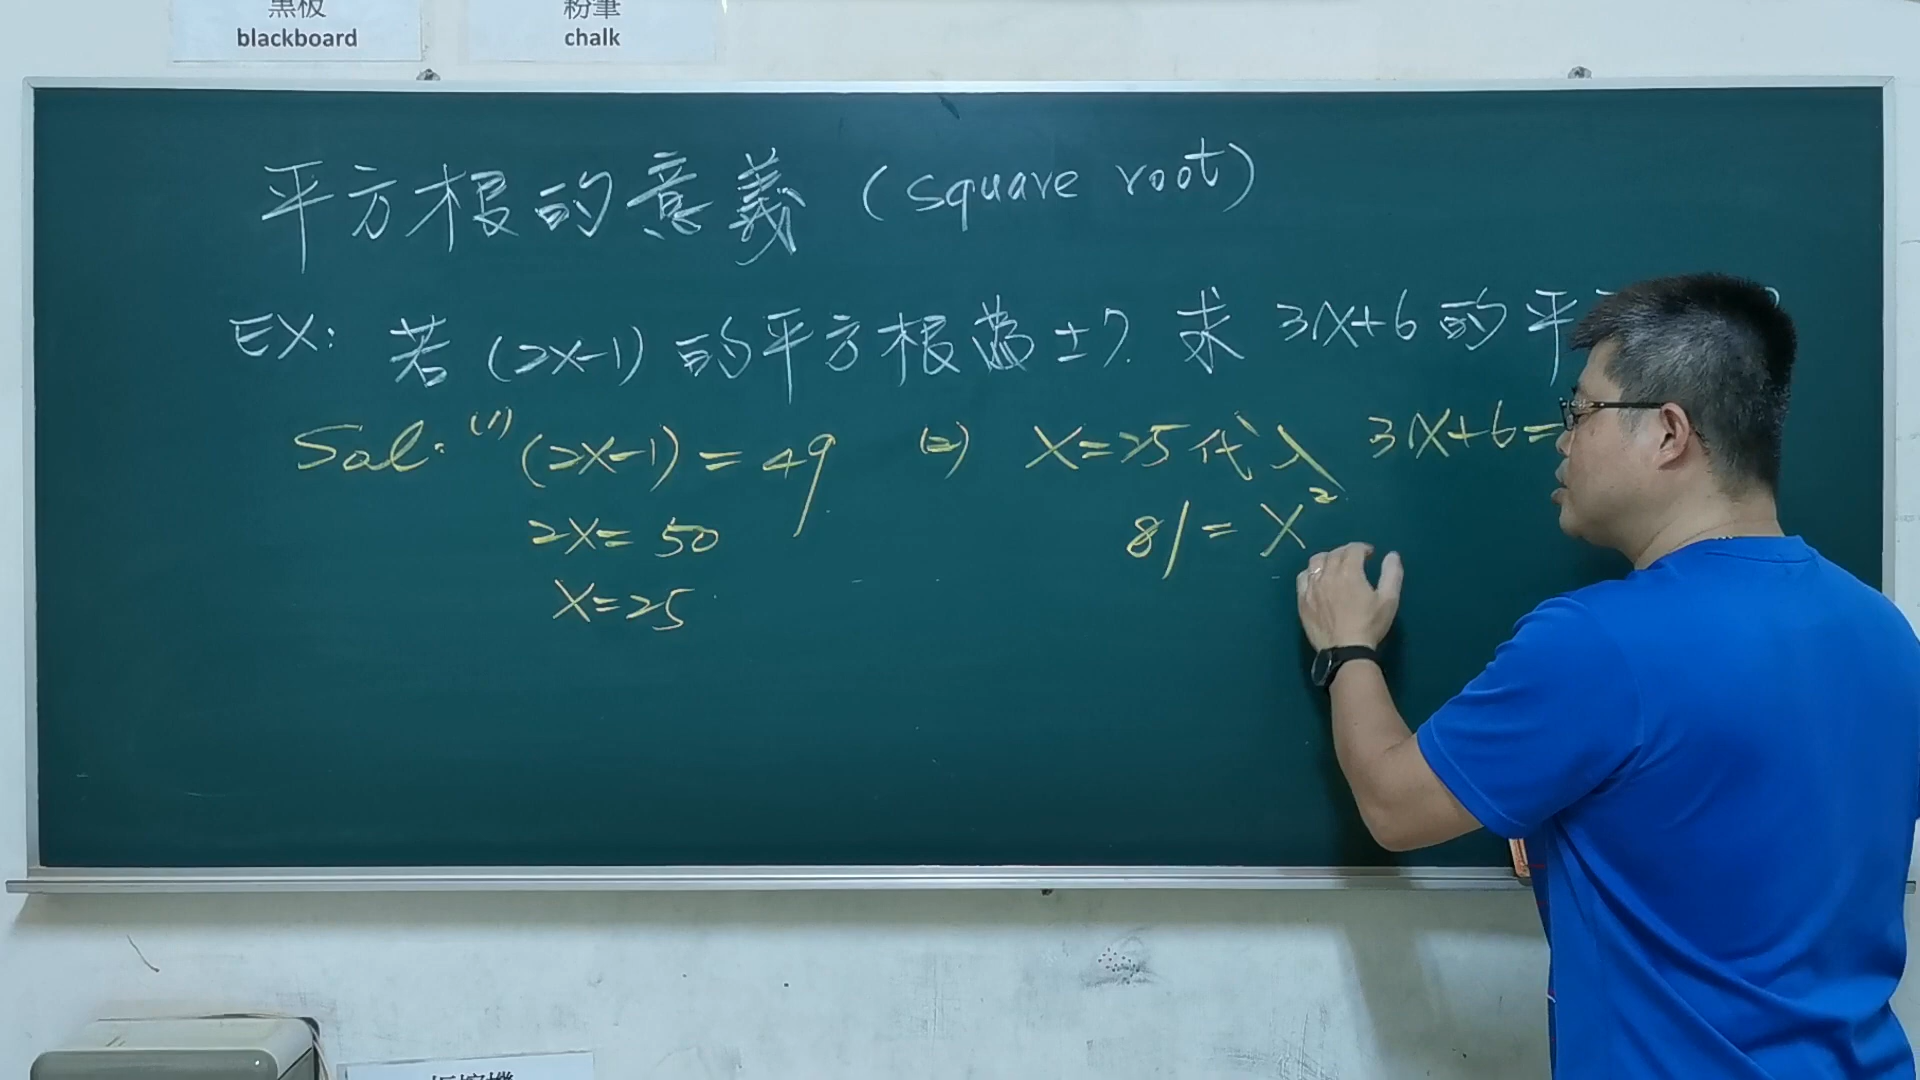 黑板
blackboard
粉筆
chalk
平方根的意義 (square root)
EX: 若 (2x-1) 的平方根為 ±7. 求 3x+6 的平
Sol: (1) (2x-1) = 49
2x = 50
x = 25
(2) x = 25 代入 3x+6 =
81 = x²